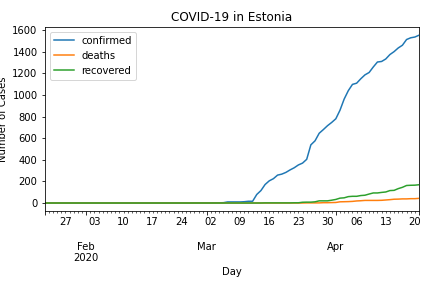 COVID-19 in Estonia
confirmed
deaths
recovered
Number of Cases
1600
1400
1200
1000
800
600
400
200
0
27 03 10 17 24 02 09 16 23 30 06 13 20
Feb Mar Apr
2020
Day